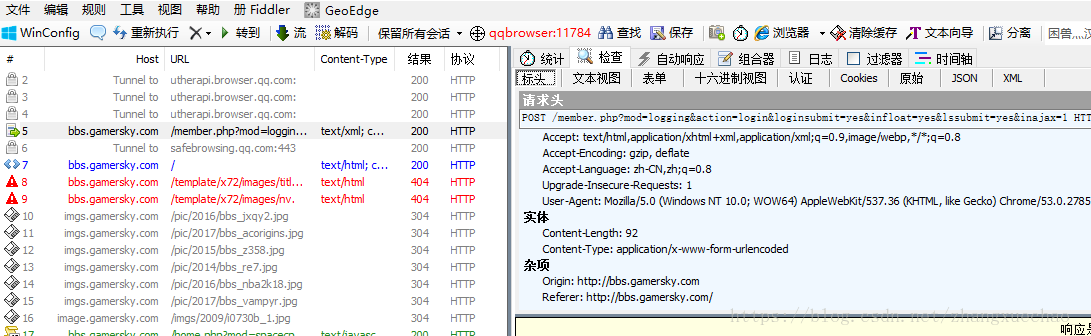 文件 编辑 规则 工具 视图 帮助 册 Fiddler GeoEdge
WinConfig 重新执行 转到 流 解码 保留所有会话 qqbrowser:11784 查找 保存 浏览器 清除缓存 文本向导 分离
# Host URL Content-Type 结果 协议
2 Tunnel to utherapi.browser.qq.com: 200 HTTP
3 Tunnel to utherapi.browser.qq.com: 200 HTTP
4 Tunnel to utherapi.browser.qq.com: 200 HTTP
5 bbs.gamersky.com /member.php?mod=loggin... text/xml; c... 200 HTTP
6 Tunnel to safebrowsing.qq.com:443 200 HTTP
7 bbs.gamersky.com / text/html; c... 200 HTTP
8 bbs.gamersky.com /template/x72/images/titl... text/html 404 HTTP
9 bbs.gamersky.com /template/x72/images/nv. text/html 404 HTTP
10 imgs.gamersky.com /pic/2016/bbs_jxqy2.jpg 304 HTTP
11 imgs.gamersky.com /pic/2017/bbs_acorigins.jpg 304 HTTP
12 imgs.gamersky.com /pic/2015/bbs_z358.jpg 304 HTTP
13 imgs.gamersky.com /pic/2014/bbs_re7.jpg 304 HTTP
14 imgs.gamersky.com /pic/2016/bbs_nba2k18.jpg 304 HTTP
15 imgs.gamersky.com /pic/2017/bbs_vampyr.jpg 304 HTTP
16 image.gamersky.com /imgs/2009/i0730b_1.jpg 304 HTTP
17 bbs.gamersky.com /home.php?mod=spacecp 200 HTTP
统计 检查 自动响应 组合器 日志 过滤器 时间轴
标头 文本视图 表单 十六进制视图 认证 Cookies 原始 JSON XML
请求头
POST /member.php?mod=logging&action=login&loginsubmit=yes&infloat=yes&lssubmit=yes&inajax=1 HTT
Accept: text/html,application/xhtml+xml,application/xml;q=0.9,image/webp,*/*;q=0.8
Accept-Encoding: gzip, deflate
Accept-Language: zh-CN,zh;q=0.8
Upgrade-Insecure-Requests: 1
User-Agent: Mozilla/5.0 (Windows NT 10.0; WOW64) AppleWebKit/537.36 (KHTML, like Gecko) Chrome/53.0.2785
实体
Content-Length: 92
Content-Type: application/x-www-form-urlencoded
杂项
Origin: http://bbs.gamersky.com
Referer: http://bbs.gamersky.com/